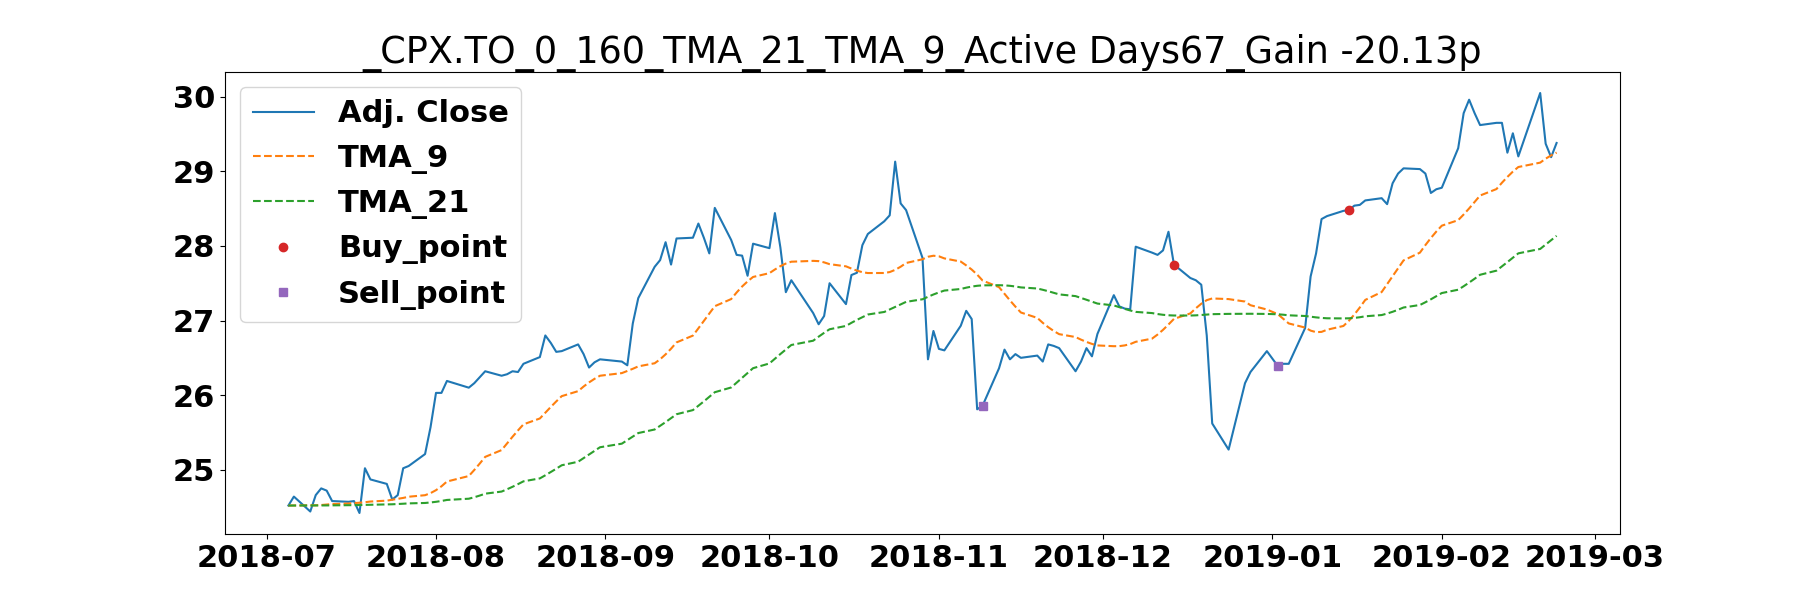 _CPX.TO_0_160_TMA_21_TMA_9_Active Days67_Gain -20.13p
30
29
28
27
26
25
Adj. Close
TMA_9
TMA_21
Buy_point
Sell_point
2018-07 2018-08 2018-09 2018-10 2018-11 2018-12 2019-01 2019-02 2019-03